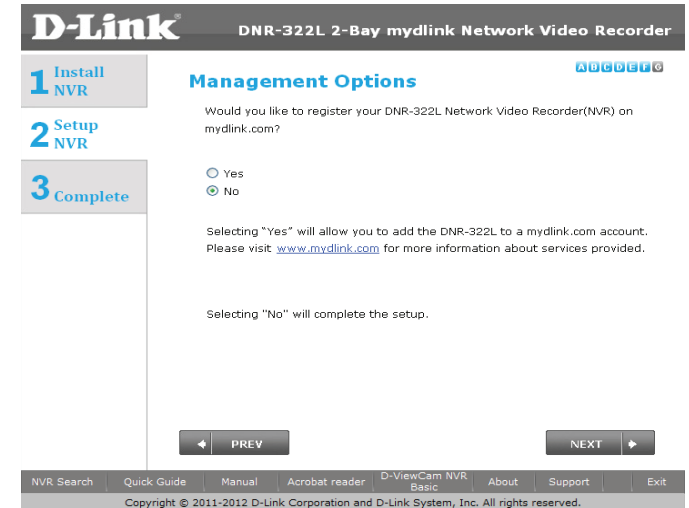 D-Link®
DNR-322L 2-Bay mydlink Network Video Recorder
1 Install
NVR
2 Setup
NVR
3 Complete
A B C D E F G
Management Options
Would you like to register your DNR-322L Network Video Recorder(NVR) on
mydlink.com?
Yes
No
Selecting "Yes" will allow you to add the DNR-322L to a mydlink.com account.
Please visit www.mydlink.com for more information about services provided.
Selecting "No" will complete the setup.
PREV
NEXT
NVR Search
Quick Guide
Manual
Acrobat reader
D-ViewCam NVR
Basic
About
Support
Exit
Copyright © 2011-2012 D-Link Corporation and D-Link System, Inc. All rights reserved.